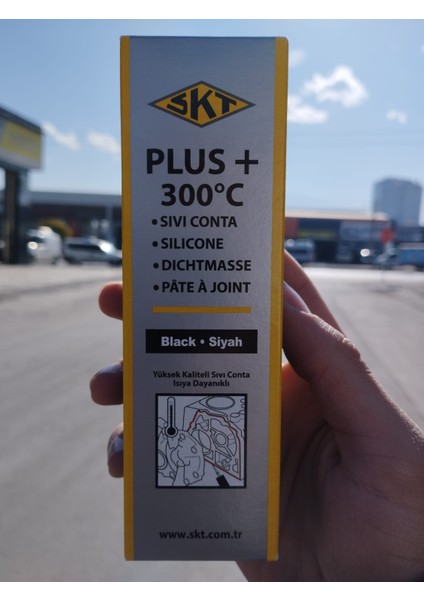 SKT
PLUS +
300°C
• SIVI CONTA
• SILICONE
• DICHTMASSE
• PÂTE À JOINT
Black • Siyah
Yüksek Kaliteli Sıvı Conta
Isıya Dayanıklı
www.skt.com.tr